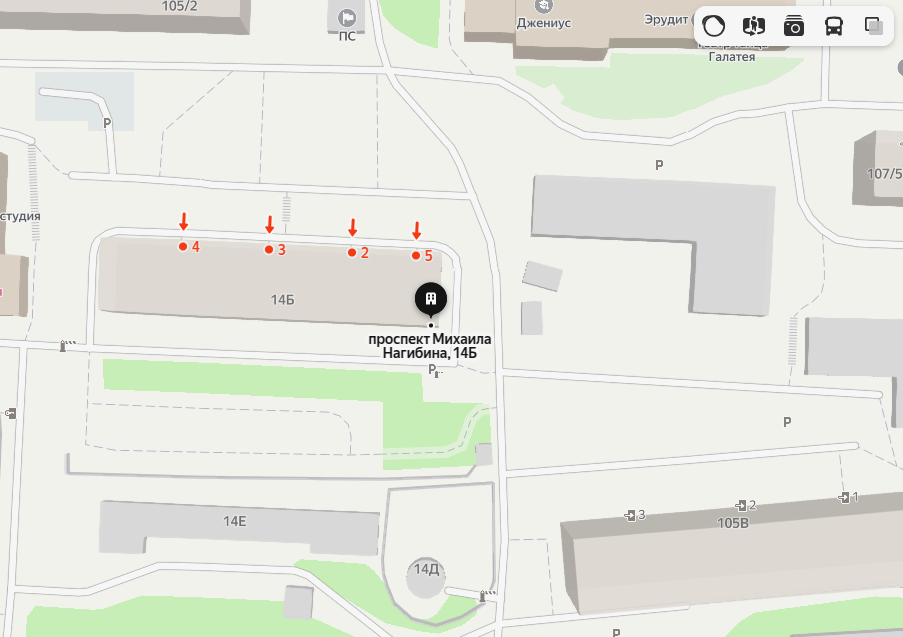 105/2
ПС
Джениус
Эрудит
Галатея
P
P
107/5
студия
4
3
2
5
14Б
проспект Михаила
Нагибина, 14Б
P
P
14Е
3
2
1
105В
14Д
P